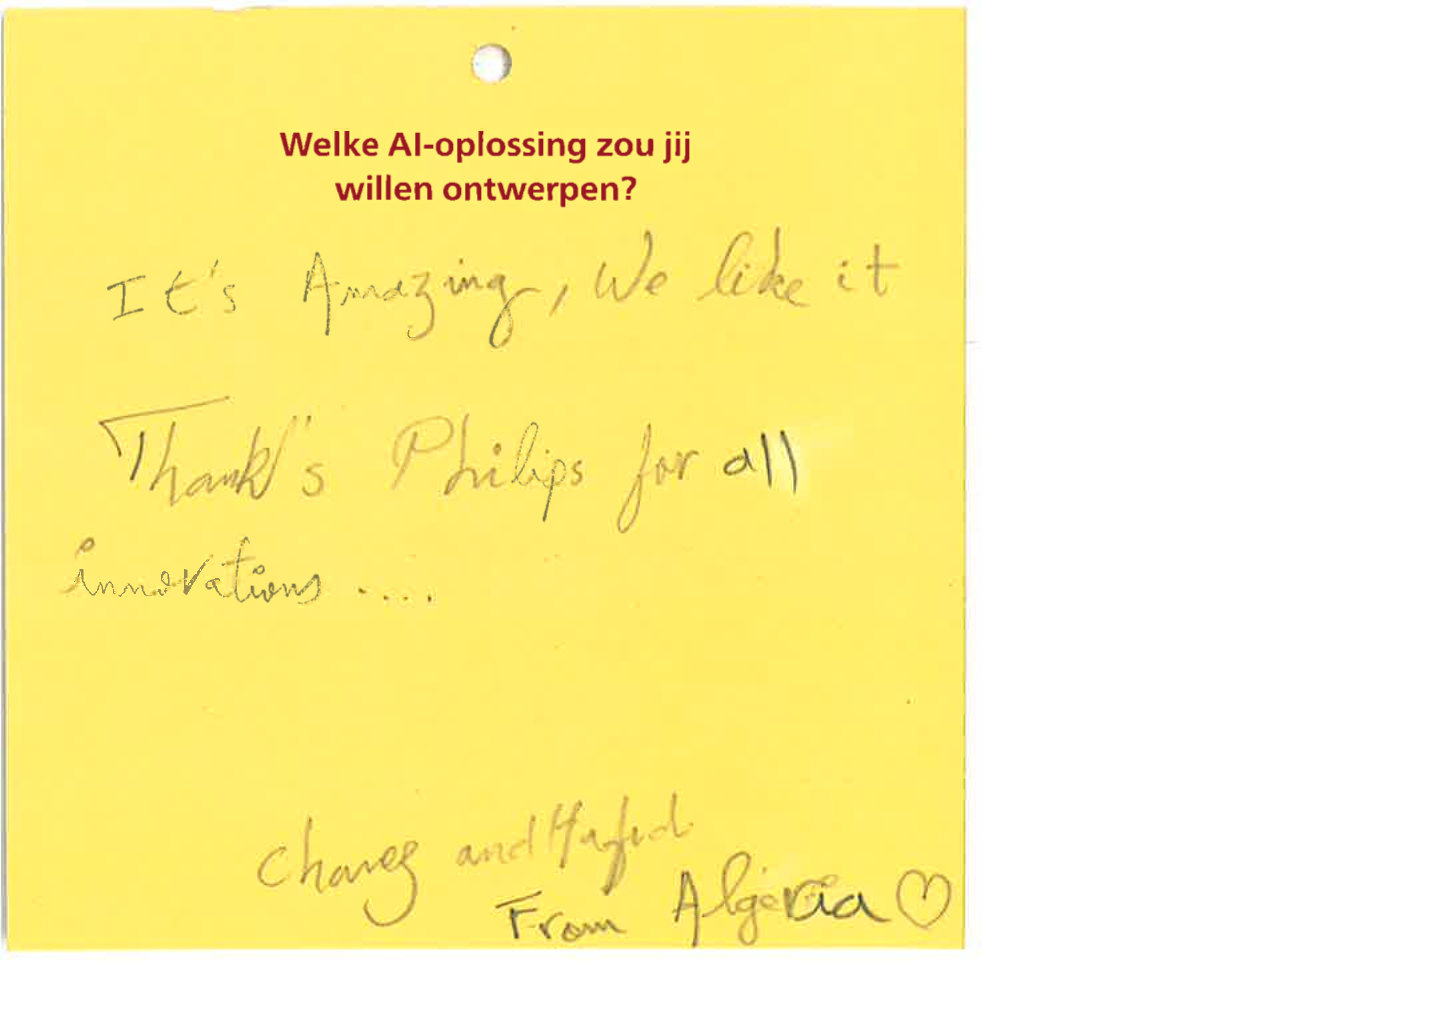 Welke AI-oplossing zou jij
willen ontwerpen?
It's Amazing, We like it
Thank's Philips for all
innovations ....
Chanez and Hafid
From Algeria ♡